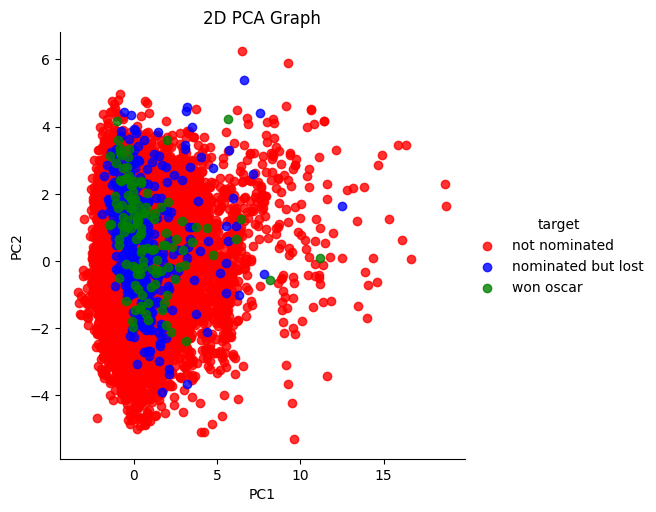 2D PCA Graph
6
4
2
0
−2
−4
PC2
0
5
10
15
PC1
target
not nominated
nominated but lost
won oscar